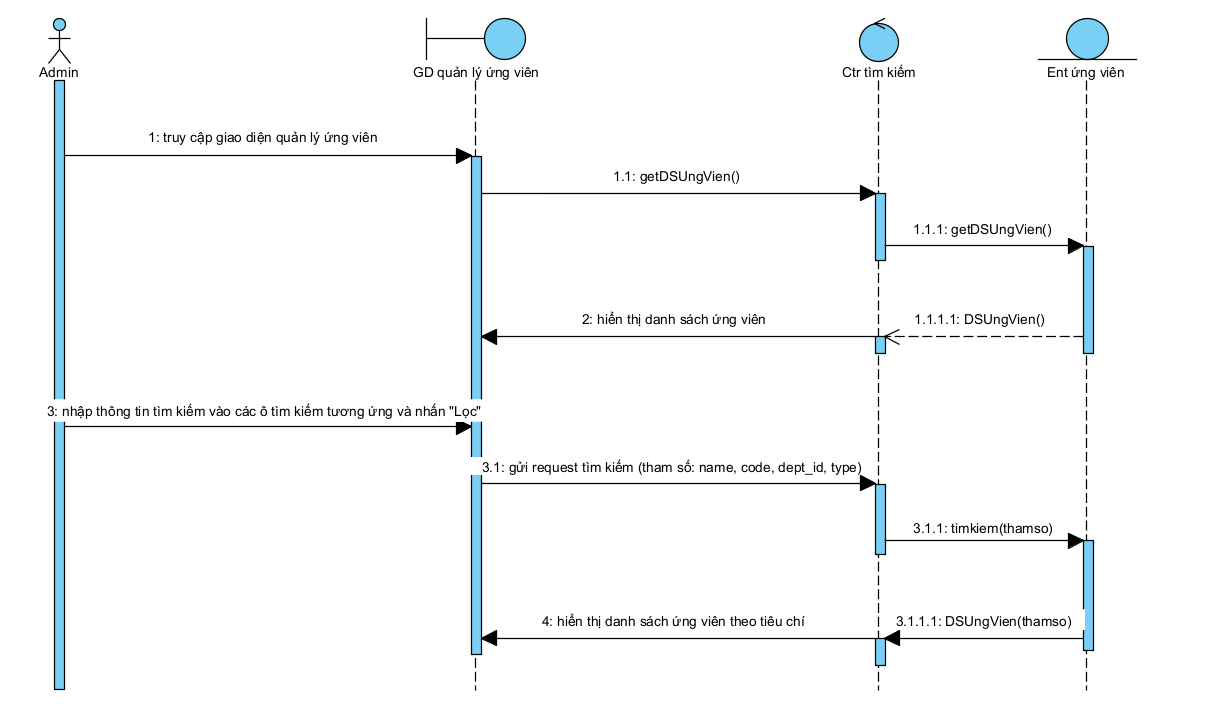 Admin
GD quản lý ứng viên
Ctr tìm kiếm
Ent ứng viên
1: truy cập giao diện quản lý ứng viên
1.1: getDSUngVien()
1.1.1: getDSUngVien()
2: hiển thị danh sách ứng viên
1.1.1.1: DSUngVien()
3: nhập thông tin tìm kiếm vào các ô tìm kiếm tương ứng và nhấn "Lọc"
3.1: gửi request tìm kiếm (tham số: name, code, dept_id, type)
3.1.1: timkiem(thamso)
4: hiển thị danh sách ứng viên theo tiêu chí
3.1.1.1: DSUngVien(thamso)